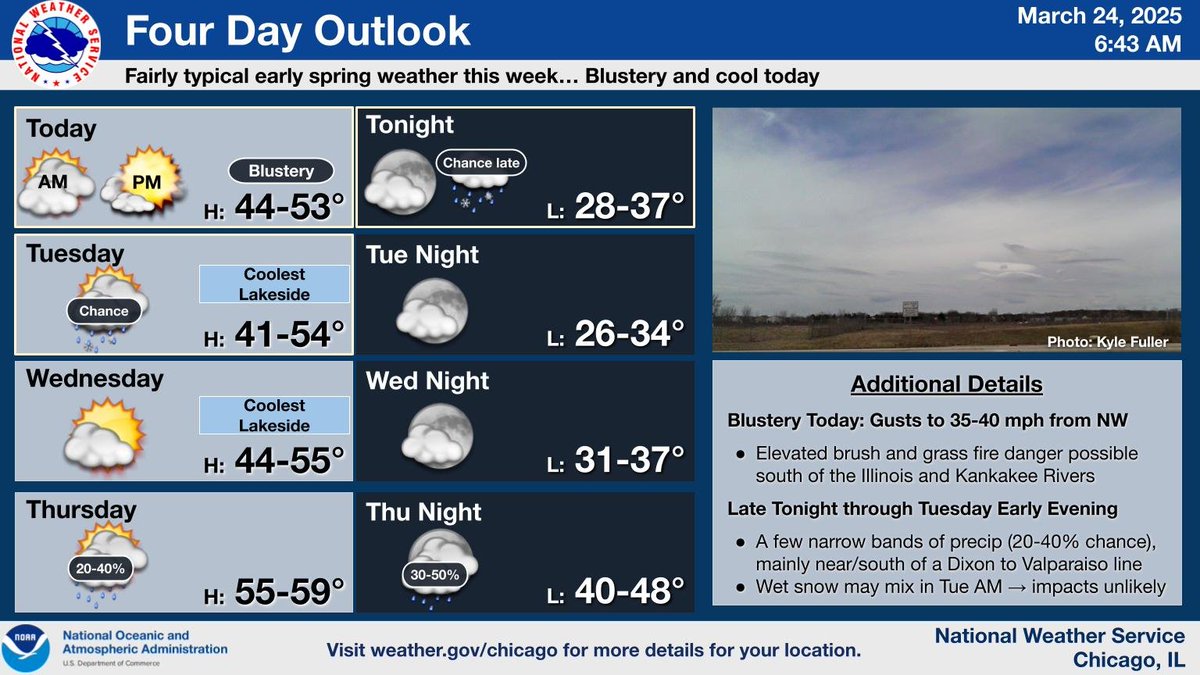 NATIONAL WEATHER SERVICE
Four Day Outlook
March 24, 2025
6:43 AM
Fairly typical early spring weather this week… Blustery and cool today
Today
AM
PM
Blustery
H: 44-53°
Tonight
Chance late
L: 28-37°
Tuesday
Chance
Coolest
Lakeside
H: 41-54°
Tue Night
L: 26-34°
Wednesday
Coolest
Lakeside
H: 44-55°
Wed Night
L: 31-37°
Thursday
20-40%
H: 55-59°
Thu Night
30-50%
L: 40-48°
Photo: Kyle Fuller
Additional Details
Blustery Today: Gusts to 35-40 mph from NW
● Elevated brush and grass fire danger possible
south of the Illinois and Kankakee Rivers
Late Tonight through Tuesday Early Evening
● A few narrow bands of precip (20-40% chance),
mainly near/south of a Dixon to Valparaiso line
● Wet snow may mix in Tue AM → impacts unlikely
NOAA
National Oceanic and
Atmospheric Administration
U.S. Department of Commerce
Visit weather.gov/chicago for more details for your location.
National Weather Service
Chicago, IL